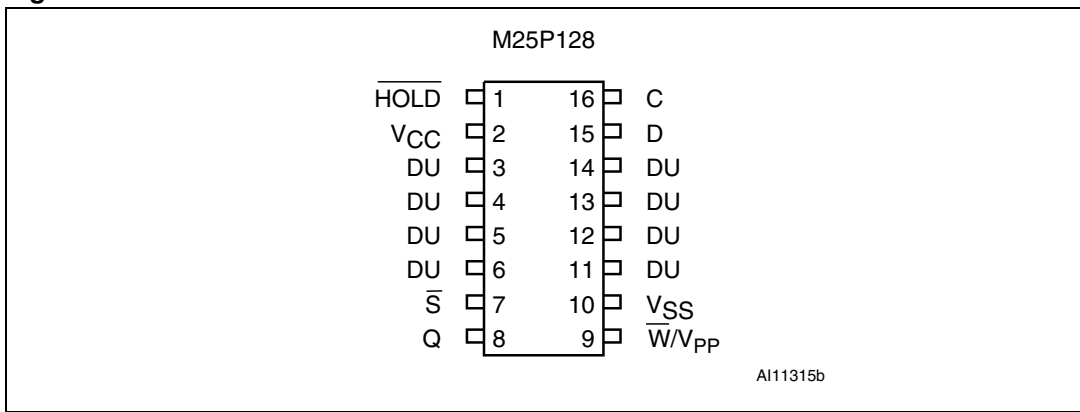 M25P128
HOLD 1 16 C
VCC 2 15 D
DU 3 14 DU
DU 4 13 DU
DU 5 12 DU
DU 6 11 DU
S 7 10 VSS
Q 8 9 W/VPP
AI11315b